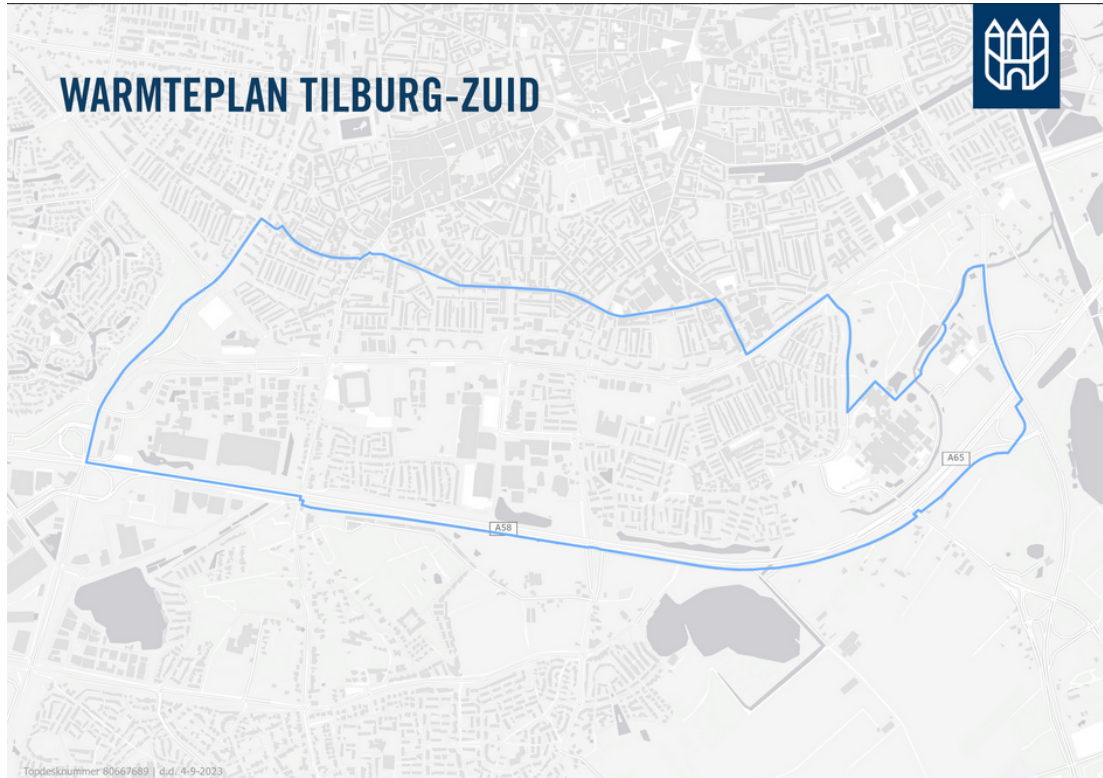 WARMTEPLAN TILBURG-ZUID
A65
A58
Topdesknummer 80667689 | d.d. 4-9-2023